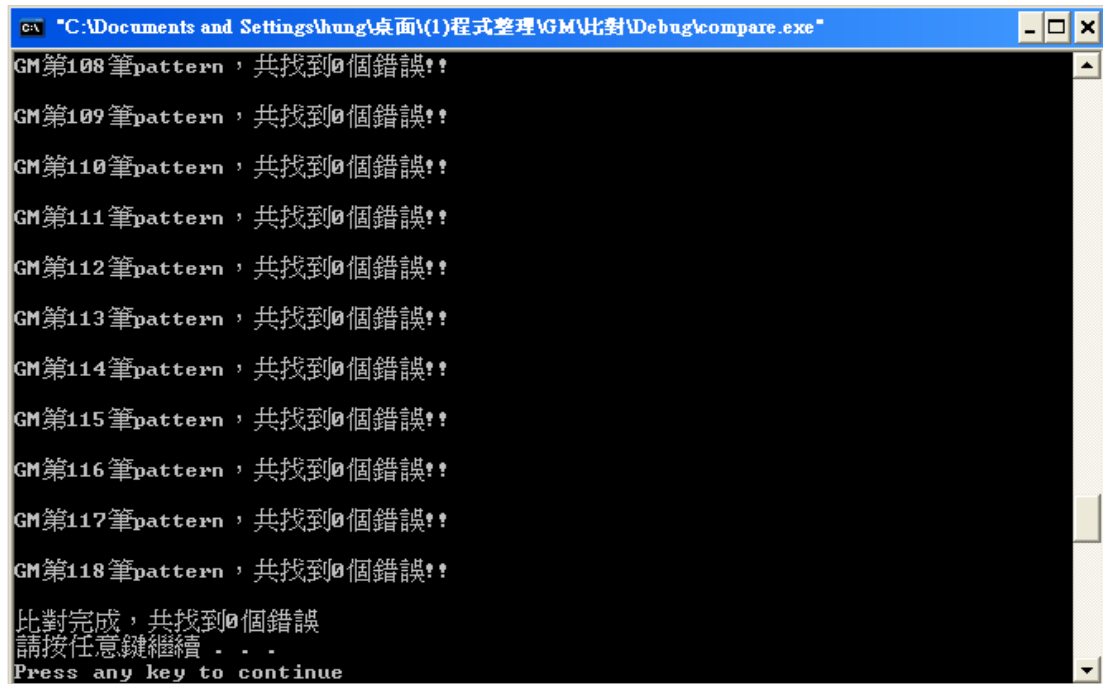 "C:\Documents and Settings\hung\桌面\(1)程式整理\GM\比對\Debug\compare.exe"
GM第108筆pattern，共找到0個錯誤!!
GM第109筆pattern，共找到0個錯誤!!
GM第110筆pattern，共找到0個錯誤!!
GM第111筆pattern，共找到0個錯誤!!
GM第112筆pattern，共找到0個錯誤!!
GM第113筆pattern，共找到0個錯誤!!
GM第114筆pattern，共找到0個錯誤!!
GM第115筆pattern，共找到0個錯誤!!
GM第116筆pattern，共找到0個錯誤!!
GM第117筆pattern，共找到0個錯誤!!
GM第118筆pattern，共找到0個錯誤!!
比對完成，共找到0個錯誤
請按任意鍵繼續 . . .
Press any key to continue